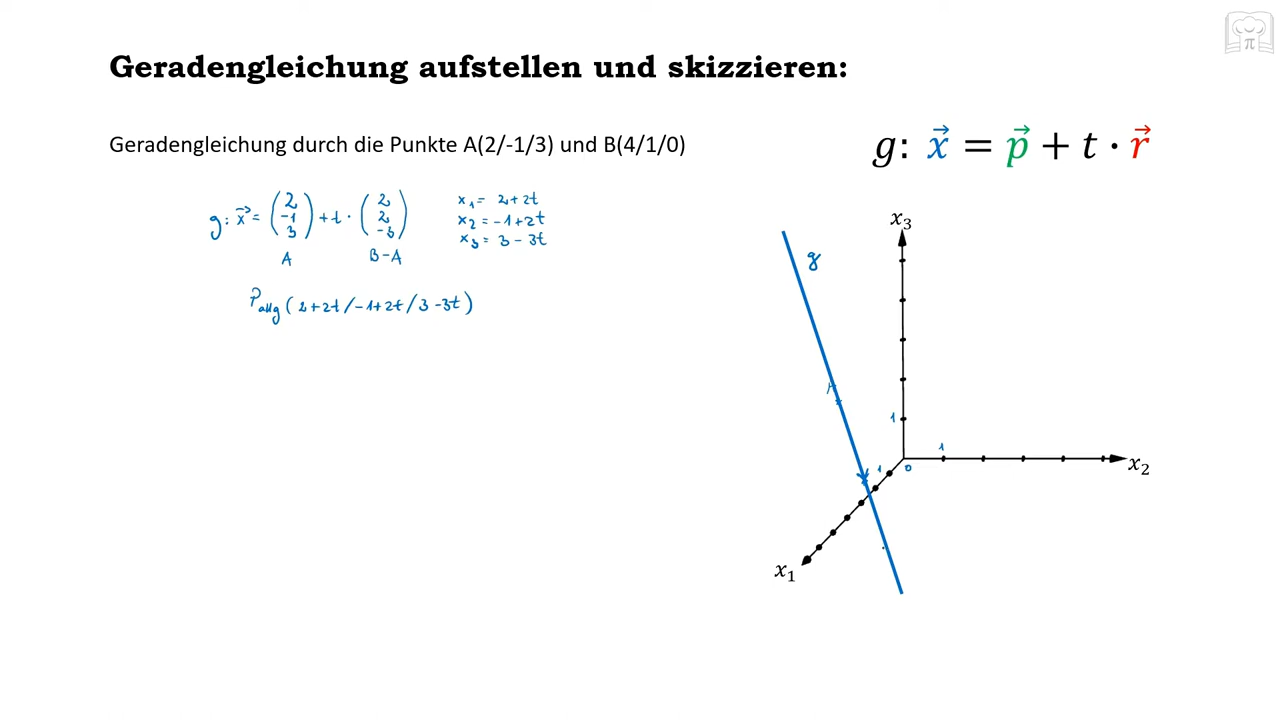 Geradengleichung aufstellen und skizzieren:
Geradengleichung durch die Punkte A(2/-1/3) und B(4/1/0)
g: x⃗ = p⃗ + t · r⃗
g: x⃗ = (2 -1 3) + t · (2 2 -3)
A B-A
x₁ = 2+2t
x₂ = -1+2t
x₃ = 3-3t
Pallg (2+2t/-1+2t/3-3t)
x₃
g
A
1
1
1
0
x₂
x₁